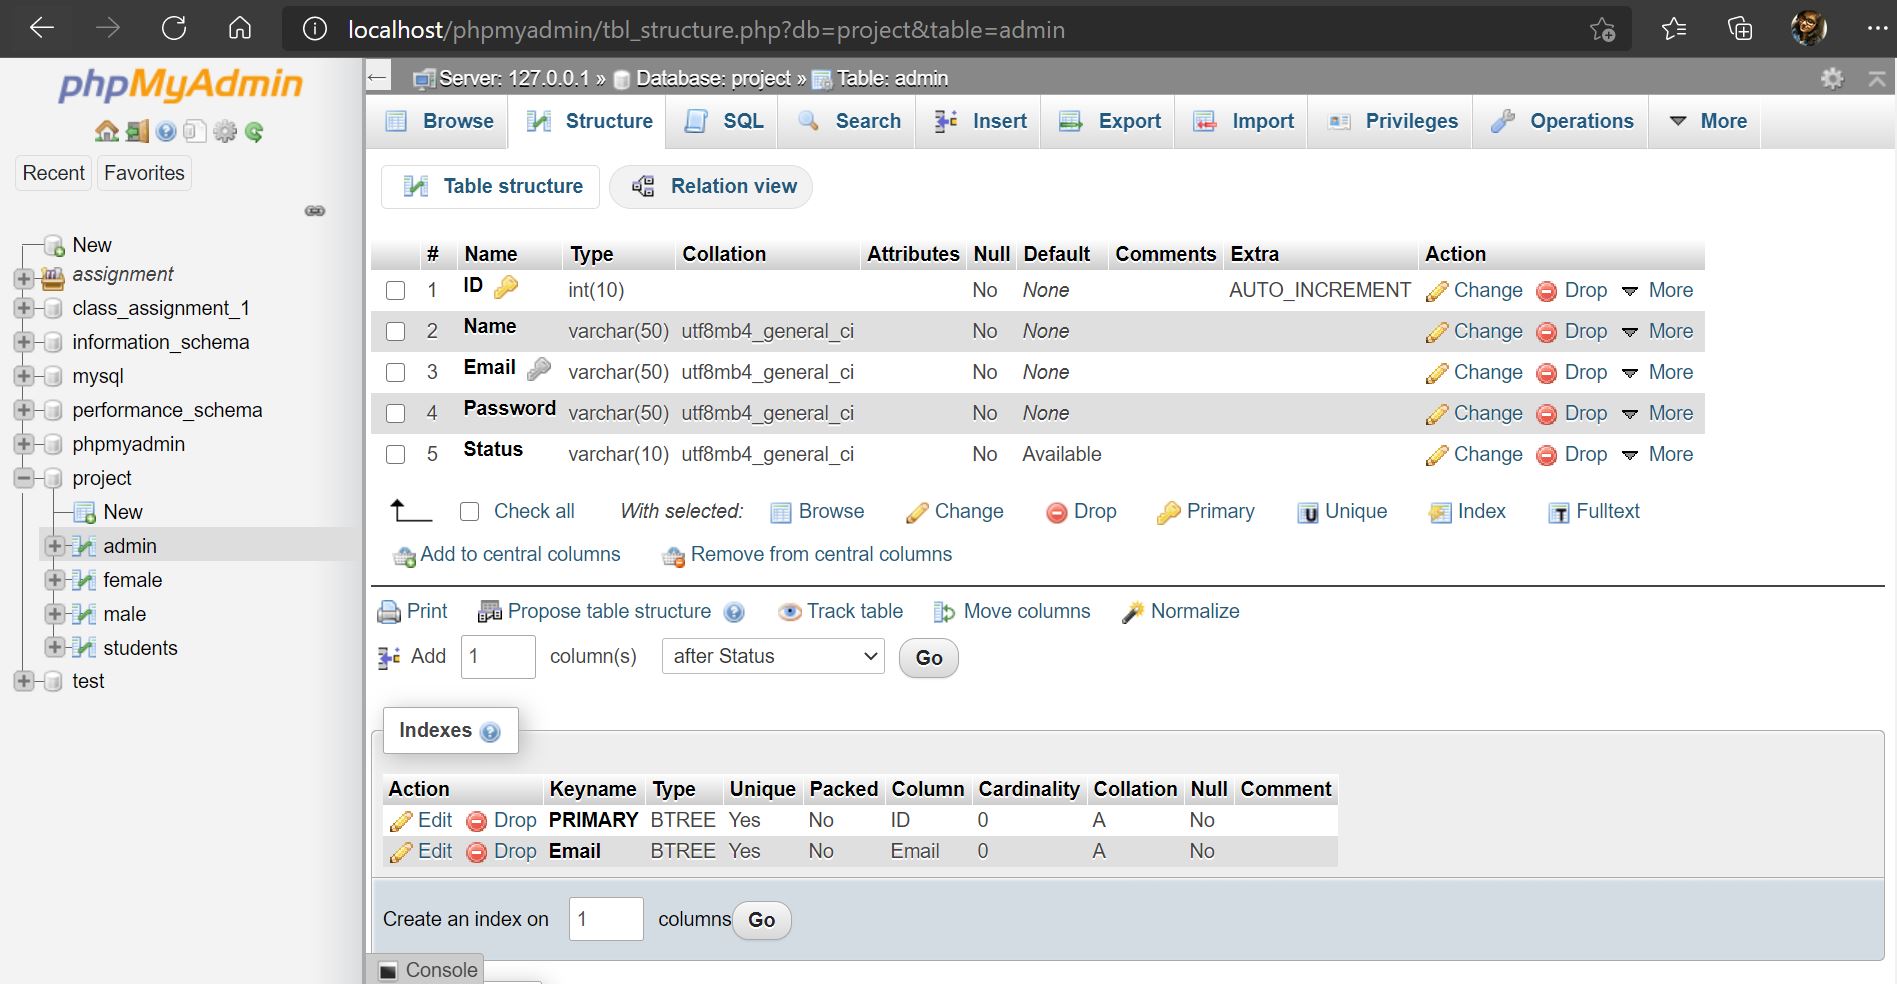 localhost/phpmyadmin/tbl_structure.php?db=project&table=admin
phpMyAdmin
Recent Favorites
New
assignment
class_assignment_1
information_schema
mysql
performance_schema
phpmyadmin
project
New
admin
female
male
students
test
Server: 127.0.0.1 » Database: project » Table: admin
Browse Structure SQL Search Insert Export Import Privileges Operations More
Table structure Relation view
# Name Type Collation Attributes Null Default Comments Extra Action
1 ID int(10) No None AUTO_INCREMENT Change Drop More
2 Name varchar(50) utf8mb4_general_ci No None Change Drop More
3 Email varchar(50) utf8mb4_general_ci No None Change Drop More
4 Password varchar(50) utf8mb4_general_ci No None Change Drop More
5 Status varchar(10) utf8mb4_general_ci No Available Change Drop More
Check all With selected: Browse Change Drop Primary Unique Index Fulltext
Add to central columns Remove from central columns
Print Propose table structure Track table Move columns Normalize
Add 1 column(s) after Status Go
Indexes
Action Keyname Type Unique Packed Column Cardinality Collation Null Comment
Edit Drop PRIMARY BTREE Yes No ID 0 A No
Edit Drop Email BTREE Yes No Email 0 A No
Create an index on 1 columns Go
Console